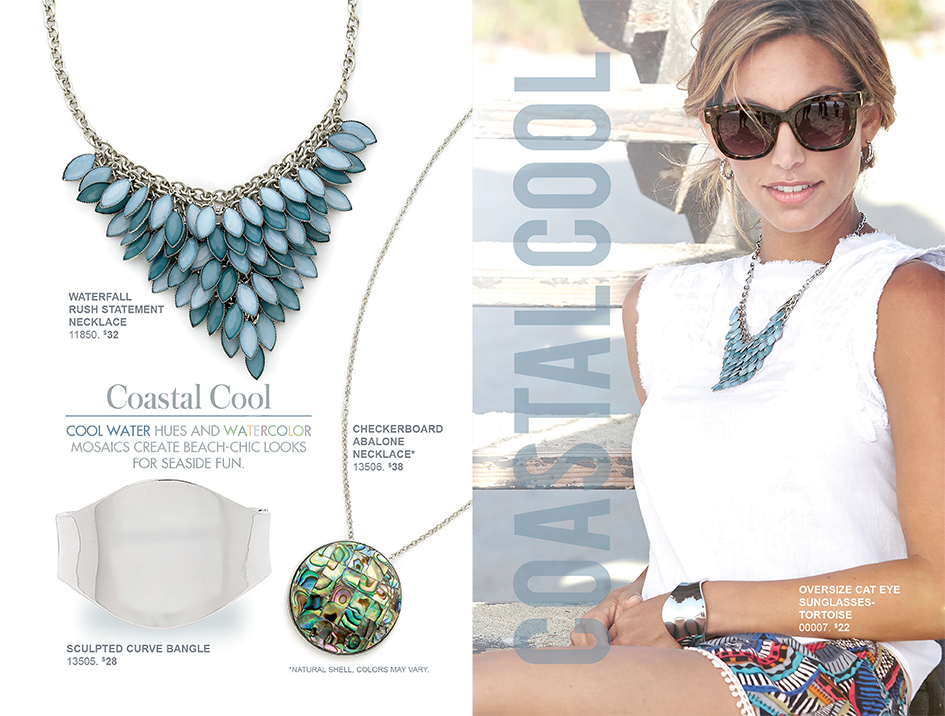 WATERFALL
RUSH STATEMENT
NECKLACE
11850. $32
Coastal Cool
COOL WATER HUES AND WATERCOLOR
MOSAICS CREATE BEACH-CHIC LOOKS
FOR SEASIDE FUN.
CHECKERBOARD
ABALONE
NECKLACE*
13506. $38
SCULPTED CURVE BANGLE
13505. $28
*NATURAL SHELL, COLORS MAY VARY.
COASTAL COOL
OVERSIZE CAT EYE
SUNGLASSES-
TORTOISE
00007. $22